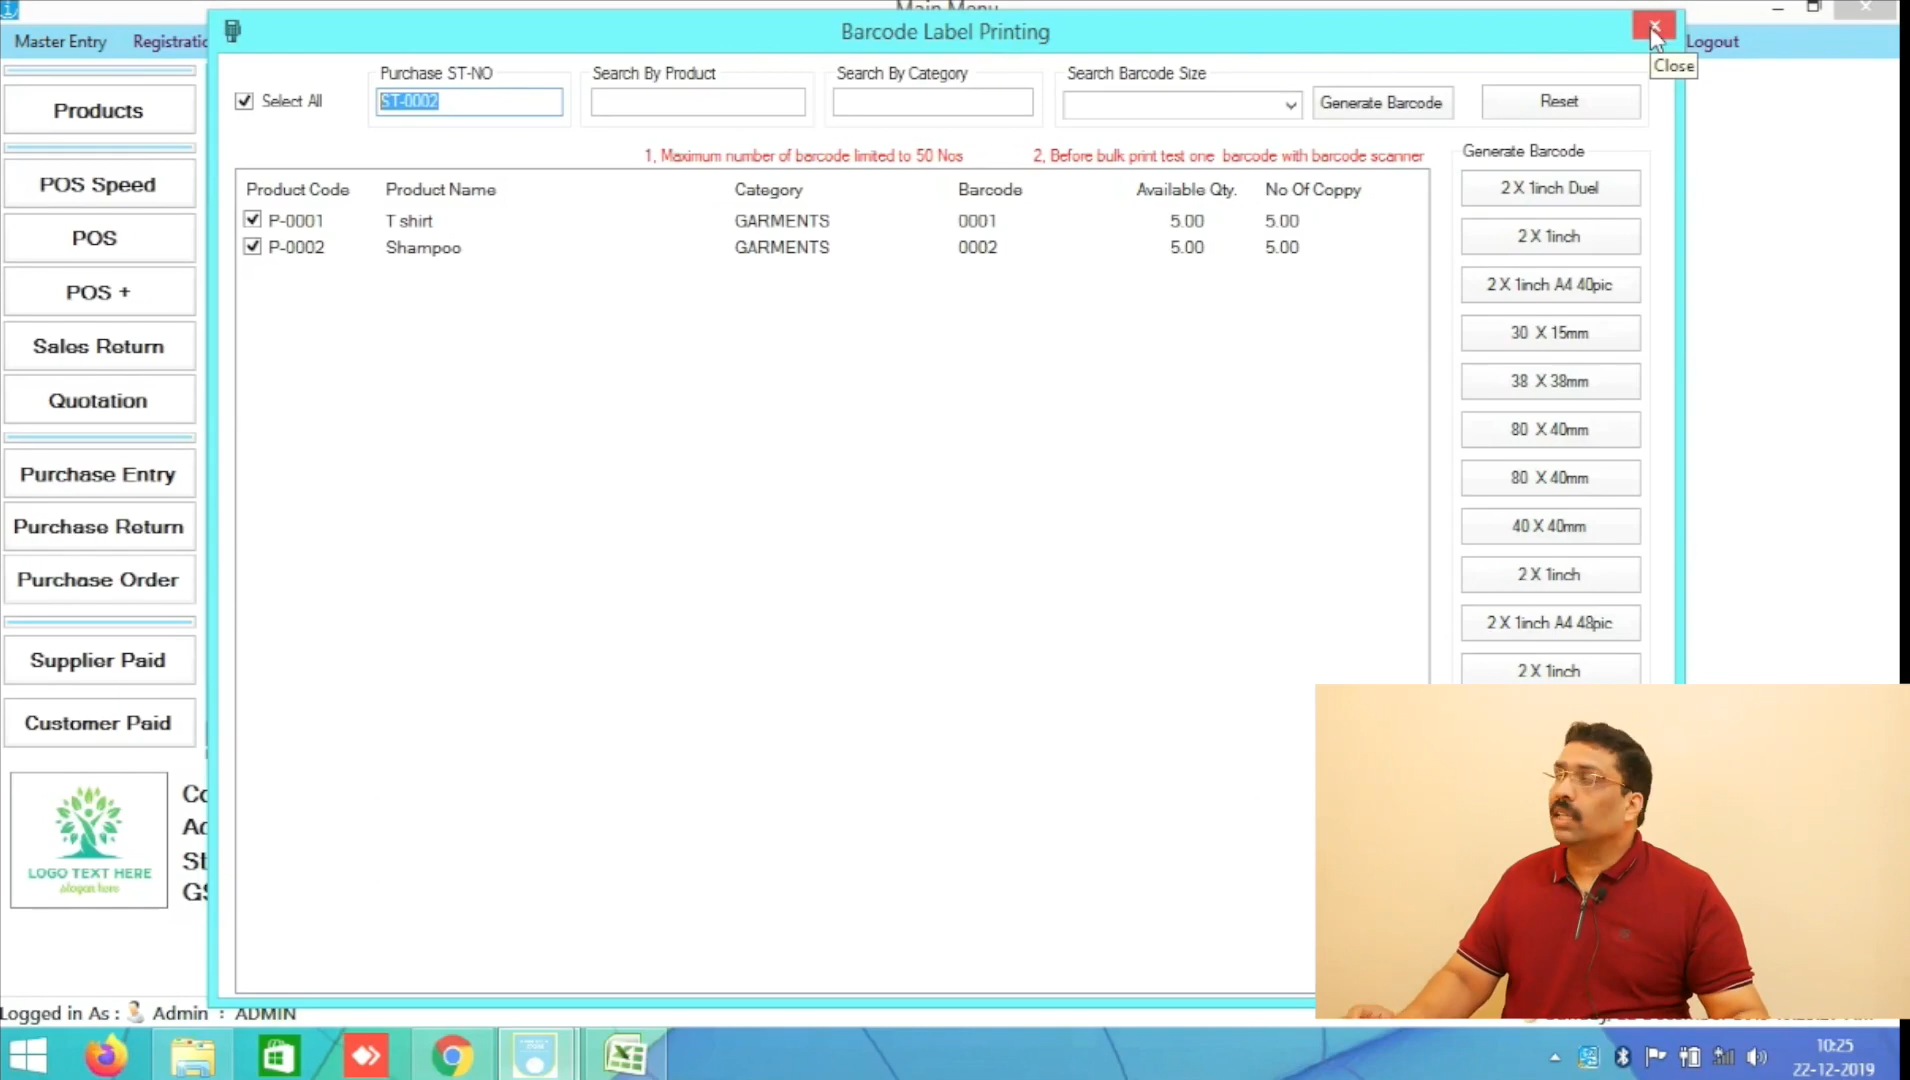 Main Menu
Master Entry
Barcode Label Printing
Logout
Close
Select All
Purchase ST-NO
ST-0002
Search By Product
Search By Category
Search Barcode Size
Generate Barcode
Reset
1, Maximum number of barcode limited to 50 Nos
2, Before bulk print test one barcode with barcode scanner
Product Code Product Name Category Barcode Available Qty. No Of Coppy
P-0001 T shirt GARMENTS 0001 5.00 5.00
P-0002 Shampoo GARMENTS 0002 5.00 5.00
Generate Barcode
2 X 1inch Duel
2 X 1inch
2 X 1inch A4 40pic
30 X 15mm
38 X 38mm
80 X 40mm
80 X 40mm
40 X 40mm
2 X 1inch
2 X 1inch A4 48pic
2 X 1inch
Products
POS Speed
POS
POS +
Sales Return
Quotation
Purchase Entry
Purchase Return
Purchase Order
Supplier Paid
Customer Paid
LOGO TEXT HERE
slogan here
Logged in As : Admin : ADMIN
10:25
22-12-2019